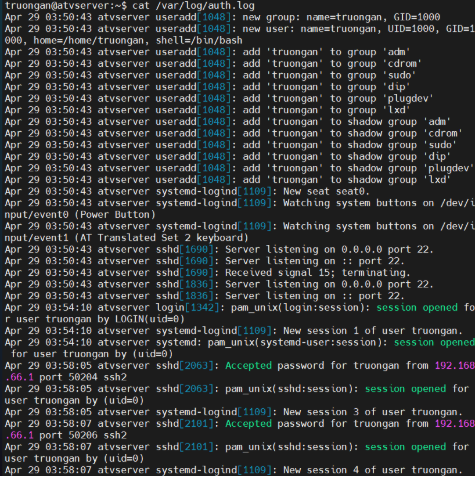 truongan@atvserver:~$ cat /var/log/auth.log
Apr 29 03:50:43 atvserver useradd[1048]: new group: name=truongan, GID=1000
Apr 29 03:50:43 atvserver useradd[1048]: new user: name=truongan, UID=1000, GID=1
000, home=/home/truongan, shell=/bin/bash
Apr 29 03:50:43 atvserver useradd[1048]: add 'truongan' to group 'adm'
Apr 29 03:50:43 atvserver useradd[1048]: add 'truongan' to group 'cdrom'
Apr 29 03:50:43 atvserver useradd[1048]: add 'truongan' to group 'sudo'
Apr 29 03:50:43 atvserver useradd[1048]: add 'truongan' to group 'dip'
Apr 29 03:50:43 atvserver useradd[1048]: add 'truongan' to group 'plugdev'
Apr 29 03:50:43 atvserver useradd[1048]: add 'truongan' to group 'lxd'
Apr 29 03:50:43 atvserver useradd[1048]: add 'truongan' to shadow group 'adm'
Apr 29 03:50:43 atvserver useradd[1048]: add 'truongan' to shadow group 'cdrom'
Apr 29 03:50:43 atvserver useradd[1048]: add 'truongan' to shadow group 'sudo'
Apr 29 03:50:43 atvserver useradd[1048]: add 'truongan' to shadow group 'dip'
Apr 29 03:50:43 atvserver useradd[1048]: add 'truongan' to shadow group 'plugdev'
Apr 29 03:50:43 atvserver useradd[1048]: add 'truongan' to shadow group 'lxd'
Apr 29 03:50:43 atvserver systemd-logind[1109]: New seat seat0.
Apr 29 03:50:43 atvserver systemd-logind[1109]: Watching system buttons on /dev/i
nput/event0 (Power Button)
Apr 29 03:50:43 atvserver systemd-logind[1109]: Watching system buttons on /dev/i
nput/event1 (AT Translated Set 2 keyboard)
Apr 29 03:50:43 atvserver sshd[1690]: Server listening on 0.0.0.0 port 22.
Apr 29 03:50:43 atvserver sshd[1690]: Server listening on :: port 22.
Apr 29 03:50:43 atvserver sshd[1690]: Received signal 15; terminating.
Apr 29 03:50:43 atvserver sshd[1836]: Server listening on 0.0.0.0 port 22.
Apr 29 03:50:43 atvserver sshd[1836]: Server listening on :: port 22.
Apr 29 03:54:10 atvserver login[1342]: pam_unix(login:session): session opened fo
r user truongan by LOGIN(uid=0)
Apr 29 03:54:10 atvserver systemd-logind[1109]: New session 1 of user truongan.
Apr 29 03:54:10 atvserver systemd: pam_unix(systemd-user:session): session opened
 for user truongan by (uid=0)
Apr 29 03:58:05 atvserver sshd[2063]: Accepted password for truongan from 192.168
.66.1 port 50204 ssh2
Apr 29 03:58:05 atvserver sshd[2063]: pam_unix(sshd:session): session opened for
user truongan by (uid=0)
Apr 29 03:58:05 atvserver systemd-logind[1109]: New session 3 of user truongan.
Apr 29 03:58:07 atvserver sshd[2101]: Accepted password for truongan from 192.168
.66.1 port 50206 ssh2
Apr 29 03:58:07 atvserver sshd[2101]: pam_unix(sshd:session): session opened for
user truongan by (uid=0)
Apr 29 03:58:07 atvserver systemd-logind[1109]: New session 4 of user truongan.